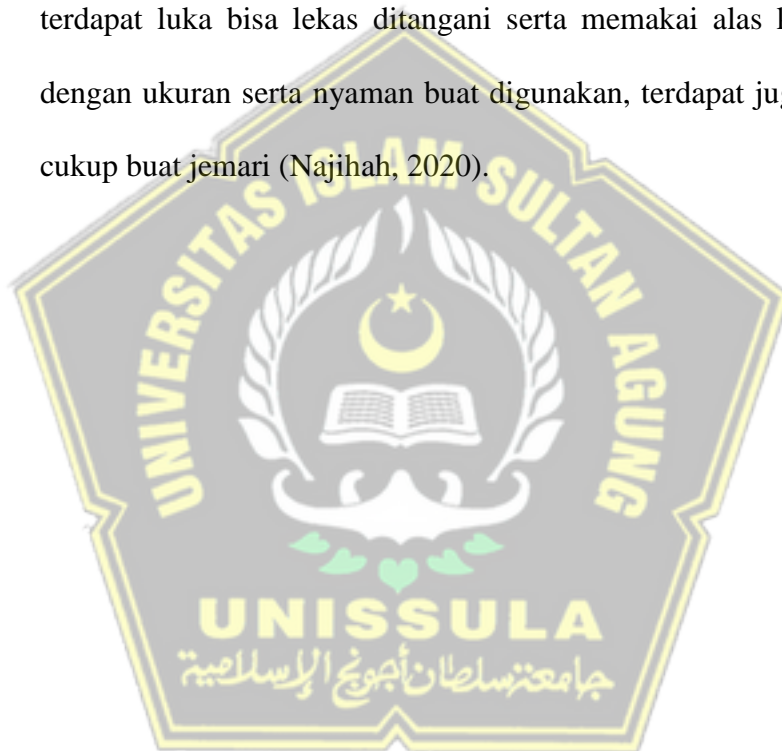 terdapat luka bisa lekas ditangani serta memakai alas
dengan ukuran serta nyaman buat digunakan, terdapat
cukup buat jemari (Najihah, 2020).
UNIVERSITAS ISLAM SULTAN AGUNG
UNISSULA
جامعة سلطان أجونج الإسلامية